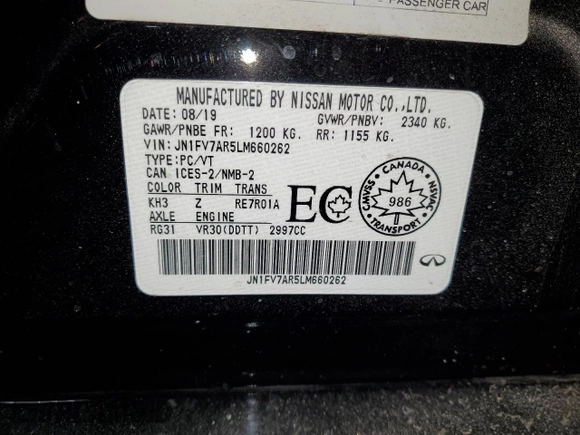 PASSENGER CAR
MANUFACTURED BY NISSAN MOTOR CO.,LTD.
DATE: 08/19 GVWR/PNBV: 2340 KG.
GAWR/PNBE FR: 1200 KG. RR: 1155 KG.
VIN: JN1FV7AR5LM660262
TYPE:PC/VT
CAN ICES-2/NMB-2
COLOR TRIM TRANS
KH3 Z RE7R01A
AXLE ENGINE
RG31 VR30(DDTT) 2997CC
EC
CANADA
CMVSS 986 NSVAC
TRANSPORT
JN1FV7AR5LM660262